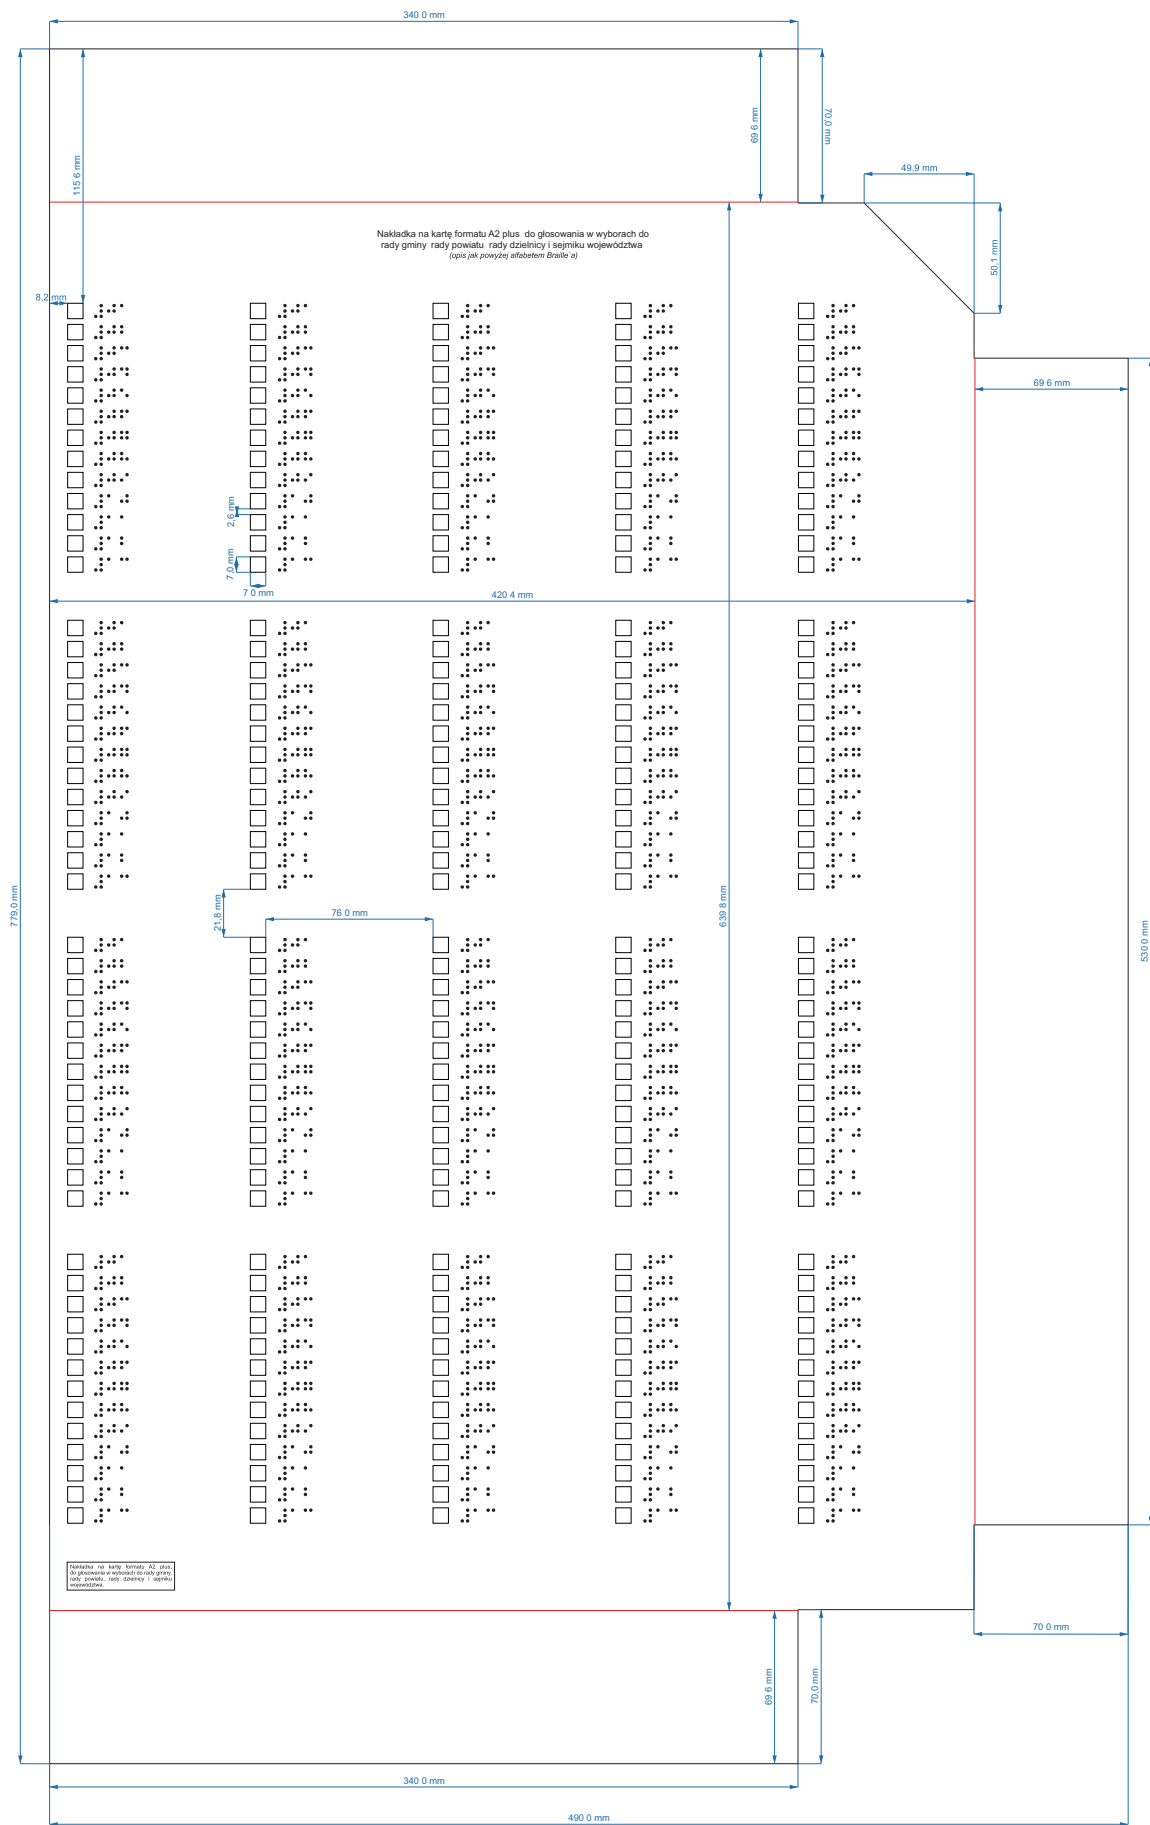 340 0 mm
69 6 mm
70,0 mm
115 6 mm
49,9 mm
50,1 mm
Nakładka na kartę formatu A2 plus do głosowania w wyborach do
rady gminy rady powiatu rady dzielnicy i sejmiku województwa
(opis jak powyżej alfabetem Braille`a)
8,2 mm
69 6 mm
2,6 mm
7,0 mm
7 0 mm
420 4 mm
779,0 mm
21,8 mm
76 0 mm
639 8 mm
530 0 mm
Nakładka na kartę formatu A2 plus,
do głosowania w wyborach do rady gminy,
rady powiatu, rady dzielnicy i sejmiku
województwa.
70 0 mm
69 6 mm
70,0 mm
340 0 mm
490 0 mm